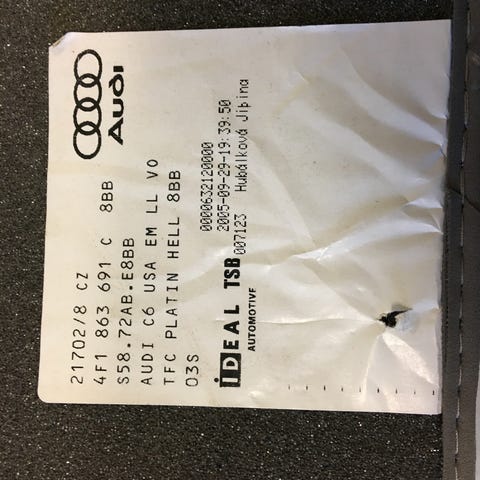 Audi
21702/8 CZ
4F1 863 691 C 8BB
S58.72AB.E8BB
AUDI C6 USA EM LL VO
TFC PLATIN HELL 8BB
03S
00006321200000
2005-09-29-19:39:50
007123 Hubálková Jiþina
iDEAL TSB
AUTOMOTIVE